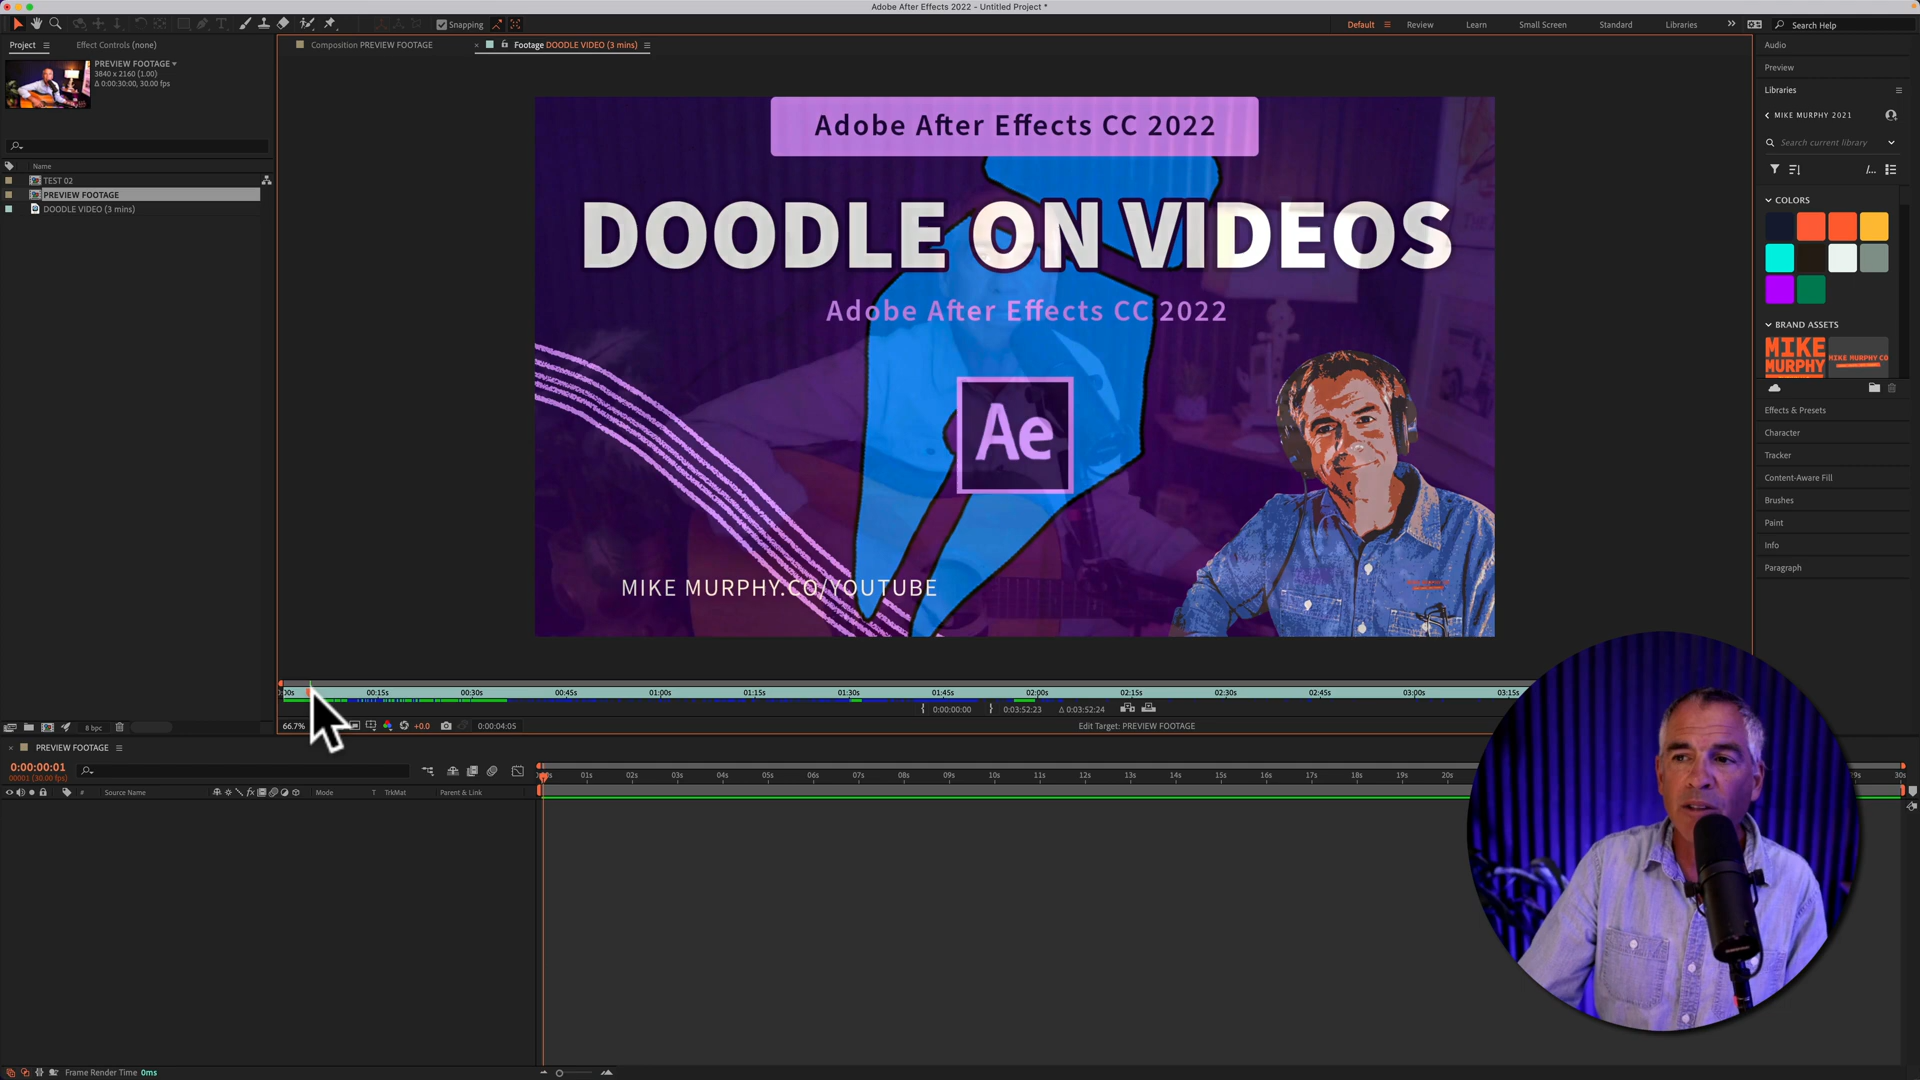 Adobe After Effects 2022 - Untitled Project *
Snapping
Default
Review
Learn
Small Screen
Standard
Libraries
Search Help
Project
Effect Controls (none)
Composition PREVIEW FOOTAGE
Footage DOODLE VIDEO (3 mins)
PREVIEW FOOTAGE
3840 x 2160 (1.00)
Δ 0:00:30:00, 30.00 fps
Name
TEST 02
PREVIEW FOOTAGE
DOODLE VIDEO (3 mins)
Adobe After Effects CC 2022
DOODLE ON VIDEOS
Adobe After Effects CC 2022
Ae
MIKE MURPHY.CO/YOUTUBE
Audio
Preview
Libraries
MIKE MURPHY 2021
Search current library
COLORS
BRAND ASSETS
MIKE MURPHY
MIKE MURPHY CO
Effects & Presets
Character
Tracker
Content-Aware Fill
Brushes
Paint
Info
Paragraph
:00s 00:15s 00:30s 00:45s 01:00s 01:15s 01:30s 01:45s 02:00s 02:15s 02:30s 02:45s 03:00s 03:15s
0:00:00:00 0:03:52:23 Δ 0:03:52:24
8 bpc
66.7% +0.0 0:00:04:05 Edit Target: PREVIEW FOOTAGE
PREVIEW FOOTAGE
0:00:00:01
00001 (30.00 fps)
01s 02s 03s 04s 05s 06s 07s 08s 09s 10s 11s 12s 13s 14s 15s 16s 17s 18s 19s 20s 30s
# Source Name fx Mode T TrkMat Parent & Link
Frame Render Time 0ms